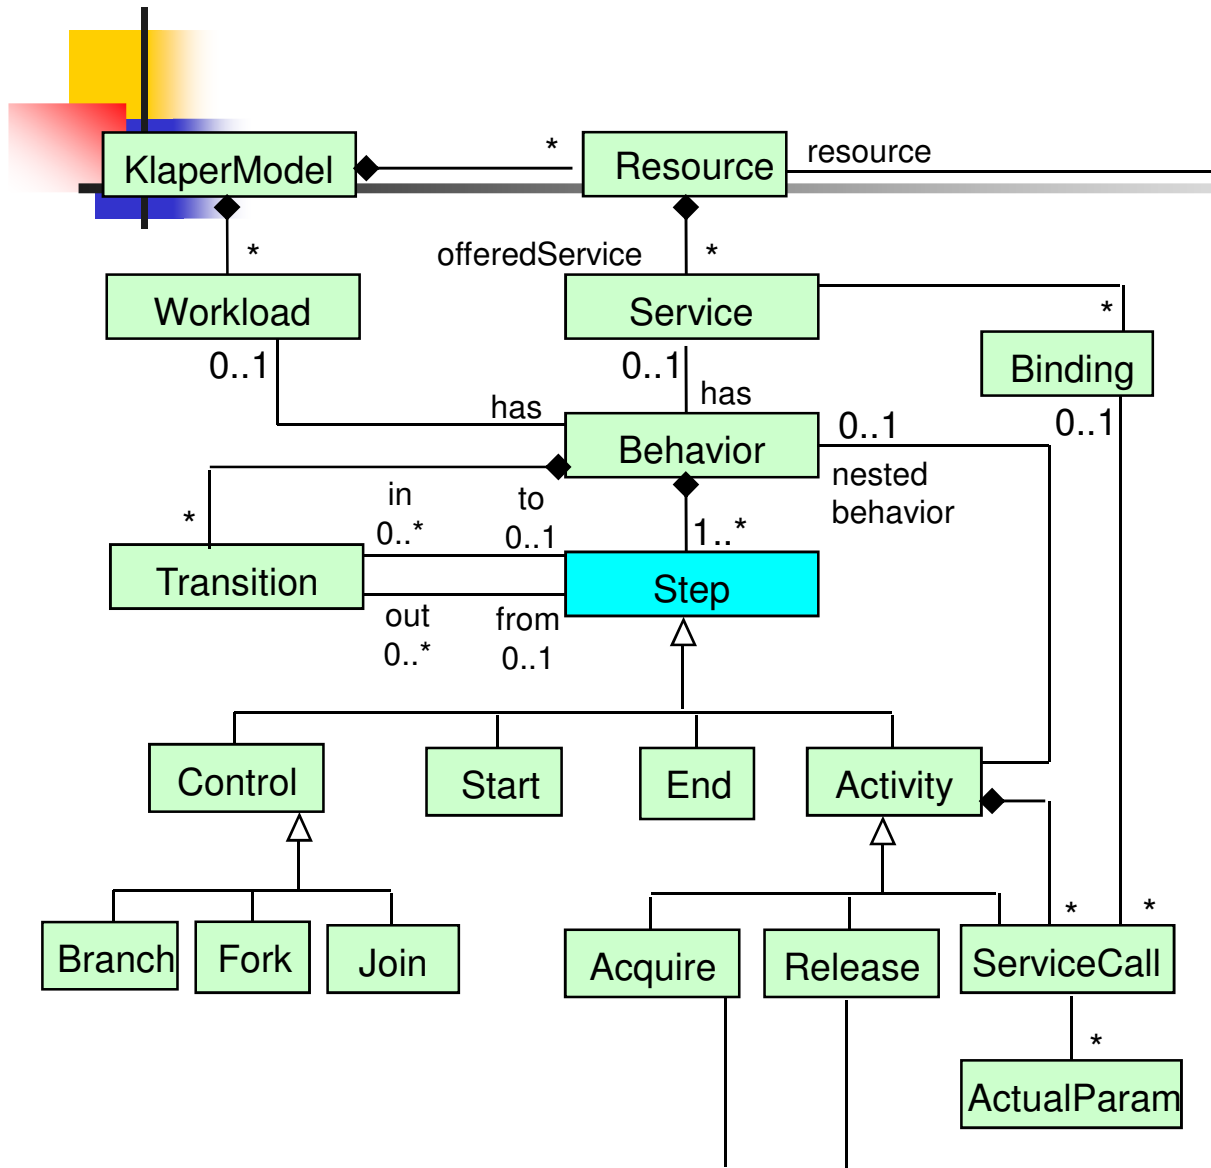 *
resource
KlaperModel
Resource
*
offeredService
*
Workload
Service
*
0..1
0..1
Binding
has
has
0..1
0..1
Behavior
nested
behavior
in
to
*
0..*
0..1
1..*
Transition
Step
out
from
0..*
0..1
Control
Start
End
Activity
*
*
Branch
Fork
Join
Acquire
Release
ServiceCall
*
ActualParam